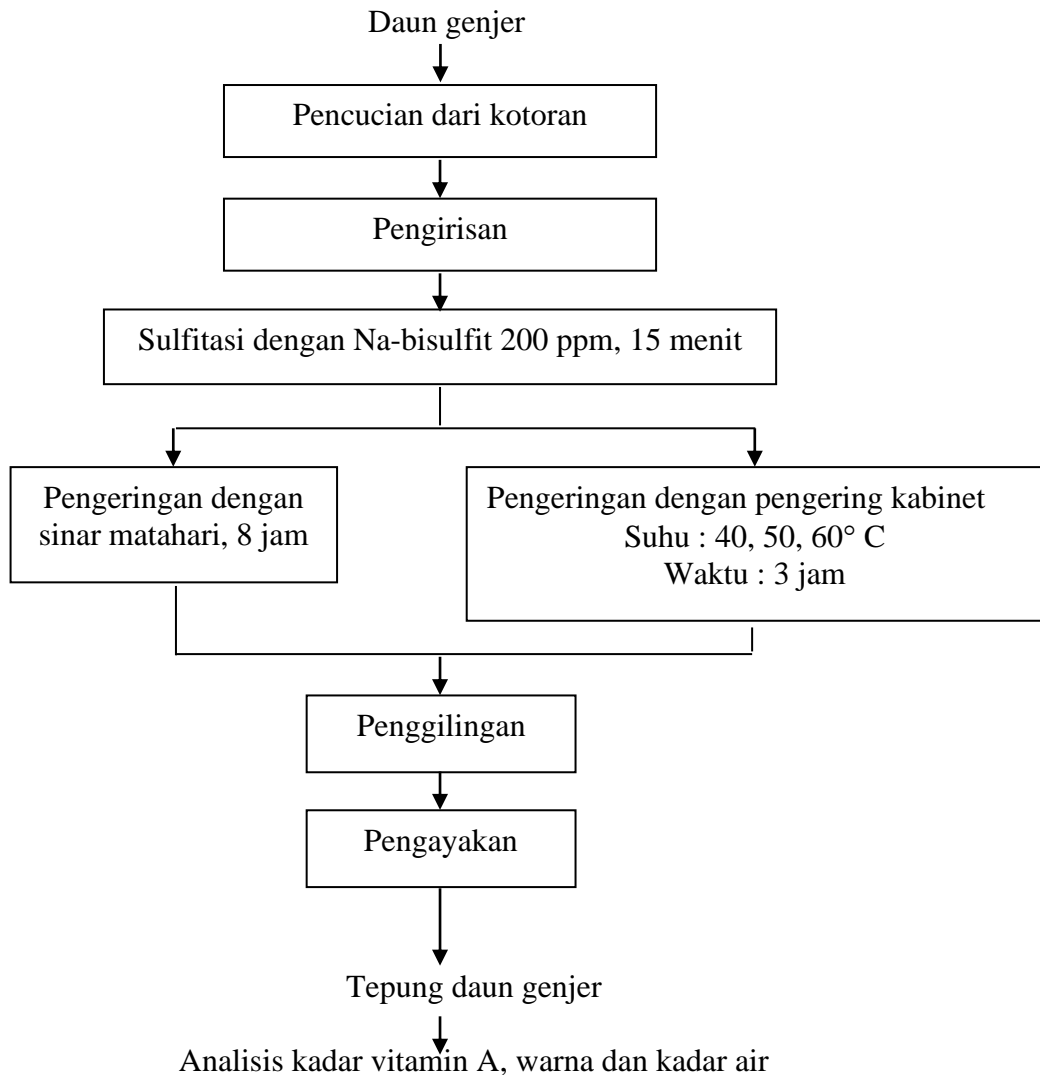 Daun genjer
Pencucian dari kotoran
Pengirisan
Sulfitasi dengan Na-bisulfit 200 ppm, 15 menit
Pengeringan dengan
sinar matahari, 8 jam
Pengeringan dengan pengering kabinet
Suhu : 40, 50, 60° C
Waktu : 3 jam
Penggilingan
Pengayakan
Tepung daun genjer
Analisis kadar vitamin A, warna dan kadar air